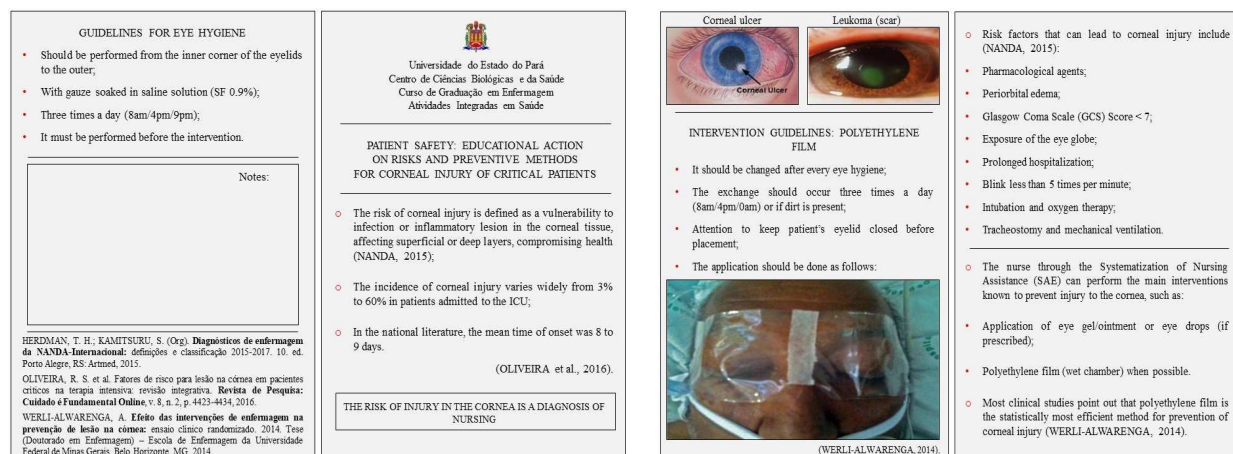 GUIDELINES FOR EYE HYGIENE
• Should be performed from the inner corner of the eyelids
to the outer;
• With gauze soaked in saline solution (SF 0.9%);
• Three times a day (8am/4pm/9pm);
• It must be performed before the intervention.
Notes:
HERDMAN, T. H.; KAMITSURU, S. (Org). Diagnósticos de enfermagem
da NANDA-Internacional: definições e classificação 2015-2017. 10. ed.
Porto Alegre, RS: Artmed, 2015.
OLIVEIRA, R. S. et al. Fatores de risco para lesão na córnea em pacientes
críticos na terapia intensiva: revisão integrativa. Revista de Pesquisa:
Cuidado é Fundamental Online, v. 8, n. 2, p. 4423-4434, 2016.
WERLI-ALWARENGA, A. Efeito das intervenções de enfermagem na
prevenção de lesão na córnea: ensaio clínico randomizado. 2014. Tese
(Doutorado em Enfermagem) – Escola de Enfermagem da Universidade
Federal de Minas Gerais, Belo Horizonte, MG, 2014
Universidade do Estado do Pará
Centro de Ciências Biológicas e da Saúde
Curso de Graduação em Enfermagem
Atividades Integradas em Saúde
PATIENT SAFETY: EDUCATIONAL ACTION
ON RISKS AND PREVENTIVE METHODS
FOR CORNEAL INJURY OF CRITICAL PATIENTS
o The risk of corneal injury is defined as a vulnerability to
infection or inflammatory lesion in the corneal tissue,
affecting superficial or deep layers, compromising health
(NANDA, 2015);
o The incidence of corneal injury varies widely from 3%
to 60% in patients admitted to the ICU;
o In the national literature, the mean time of onset was 8 to
9 days.
(OLIVEIRA et al., 2016).
THE RISK OF INJURY IN THE CORNEA IS A DIAGNOSIS OF
NURSING
Corneal ulcer
Leukoma (scar)
Corneal Ulcer
INTERVENTION GUIDELINES: POLYETHYLENE
FILM
• It should be changed after every eye hygiene;
• The exchange should occur three times a day
(8am/4pm/0am) or if dirt is present;
• Attention to keep patient's eyelid closed before
placement;
• The application should be done as follows:
(WERLI-ALWARENGA, 2014).
o Risk factors that can lead to corneal injury include
(NANDA, 2015):
• Pharmacological agents;
• Periorbital edema;
• Glasgow Coma Scale (GCS) Score < 7;
• Exposure of the eye globe;
• Prolonged hospitalization;
• Blink less than 5 times per minute;
• Intubation and oxygen therapy;
• Tracheostomy and mechanical ventilation.
o The nurse through the Systematization of Nursing
Assistance (SAE) can perform the main interventions
known to prevent injury to the cornea, such as:
• Application of eye gel/ointment or eye drops (if
prescribed);
• Polyethylene film (wet chamber) when possible.
o Most clinical studies point out that polyethylene film is
the statistically most efficient method for prevention of
corneal injury (WERLI-ALWARENGA, 2014).